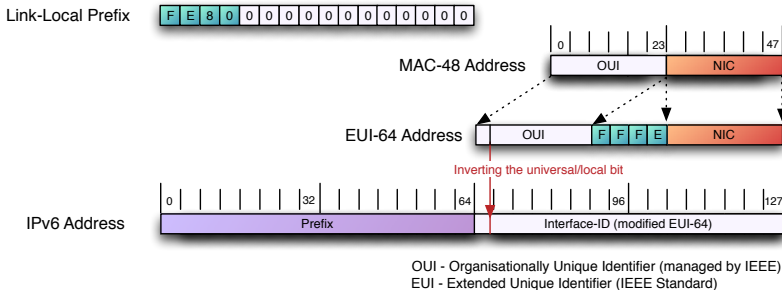 Link-Local Prefix F E 8 0 0 0 0 0 0 0 0 0 0 0 0 0
0 23 47
MAC-48 Address OUI NIC
EUI-64 Address OUI F F F E NIC
Inverting the universal/local bit
0 32 64 96 127
IPv6 Address Prefix Interface-ID (modified EUI-64)
OUI - Organisationally Unique Identifier (managed by IEEE)
EUI - Extended Unique Identifier (IEEE Standard)